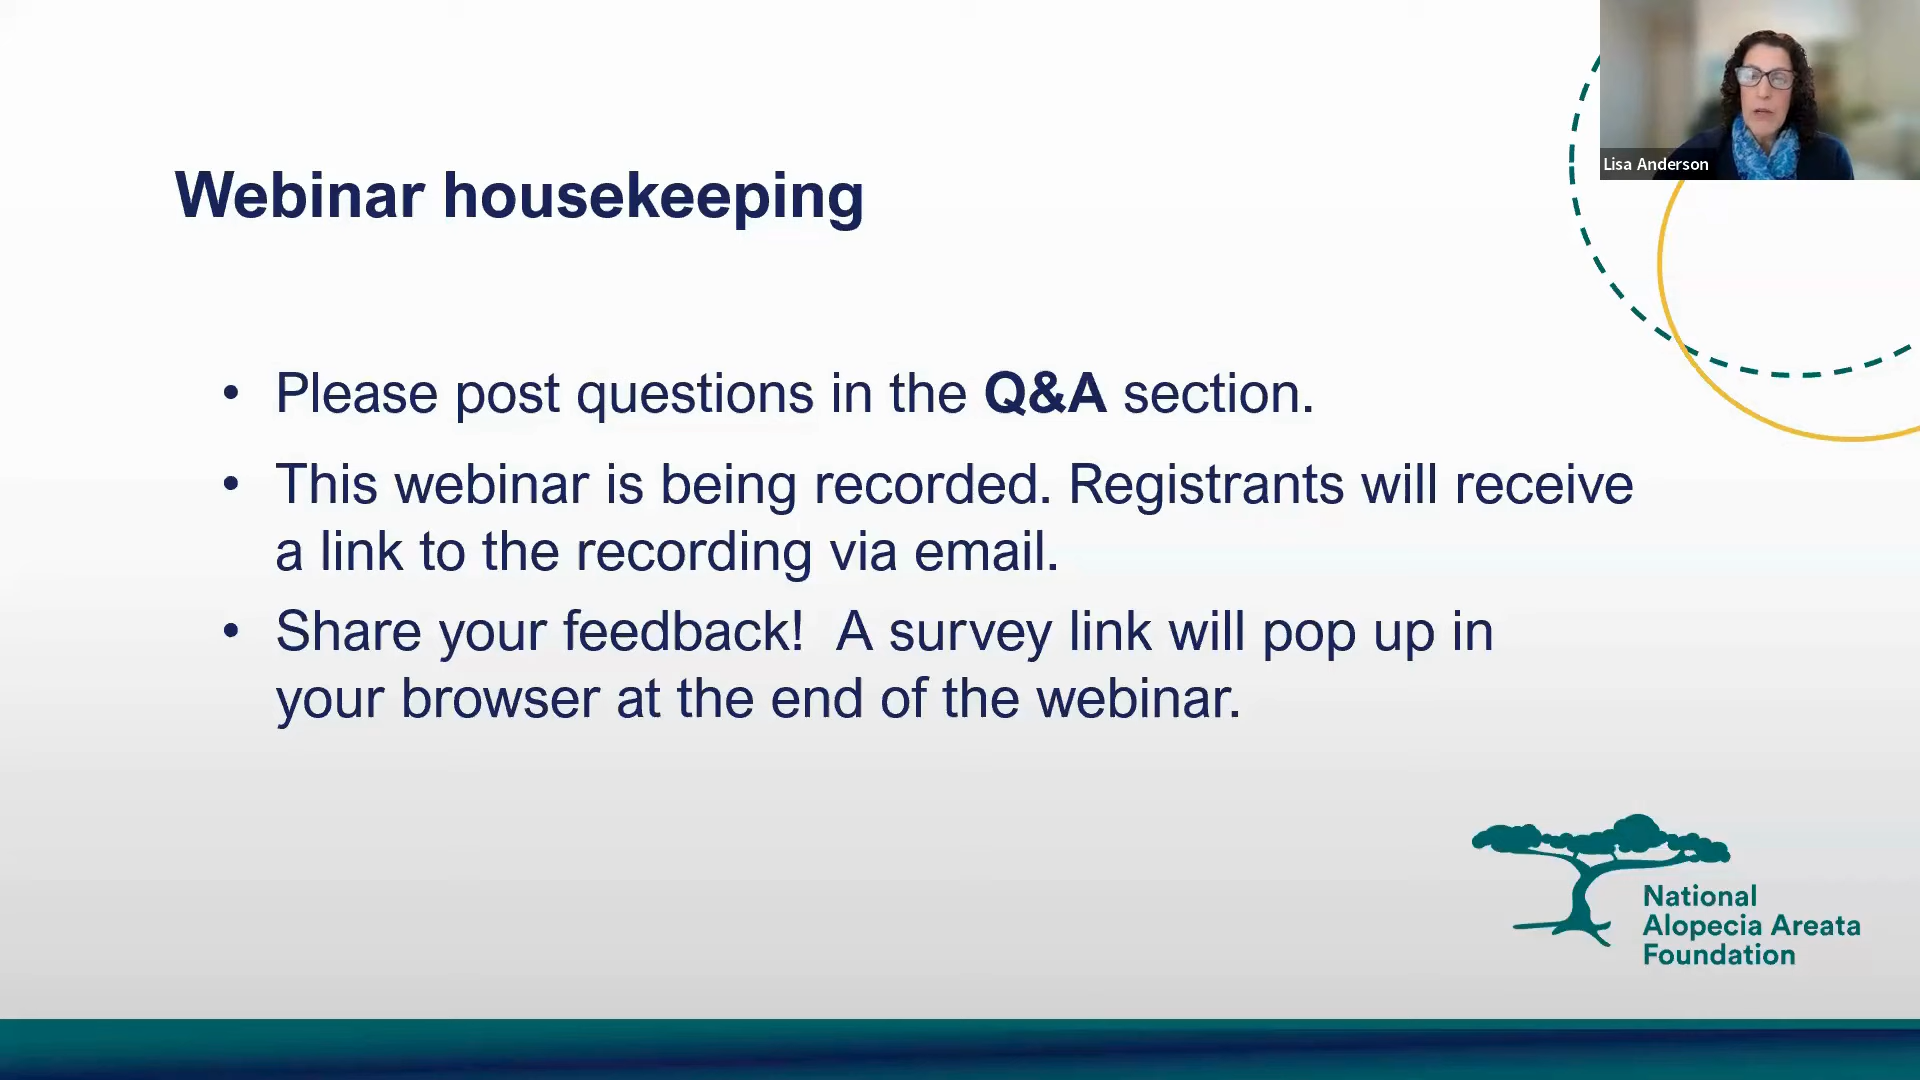 Lisa Anderson
Webinar housekeeping
• Please post questions in the Q&A section.
• This webinar is being recorded. Registrants will receive
a link to the recording via email.
• Share your feedback!  A survey link will pop up in
your browser at the end of the webinar.
National
Alopecia Areata
Foundation